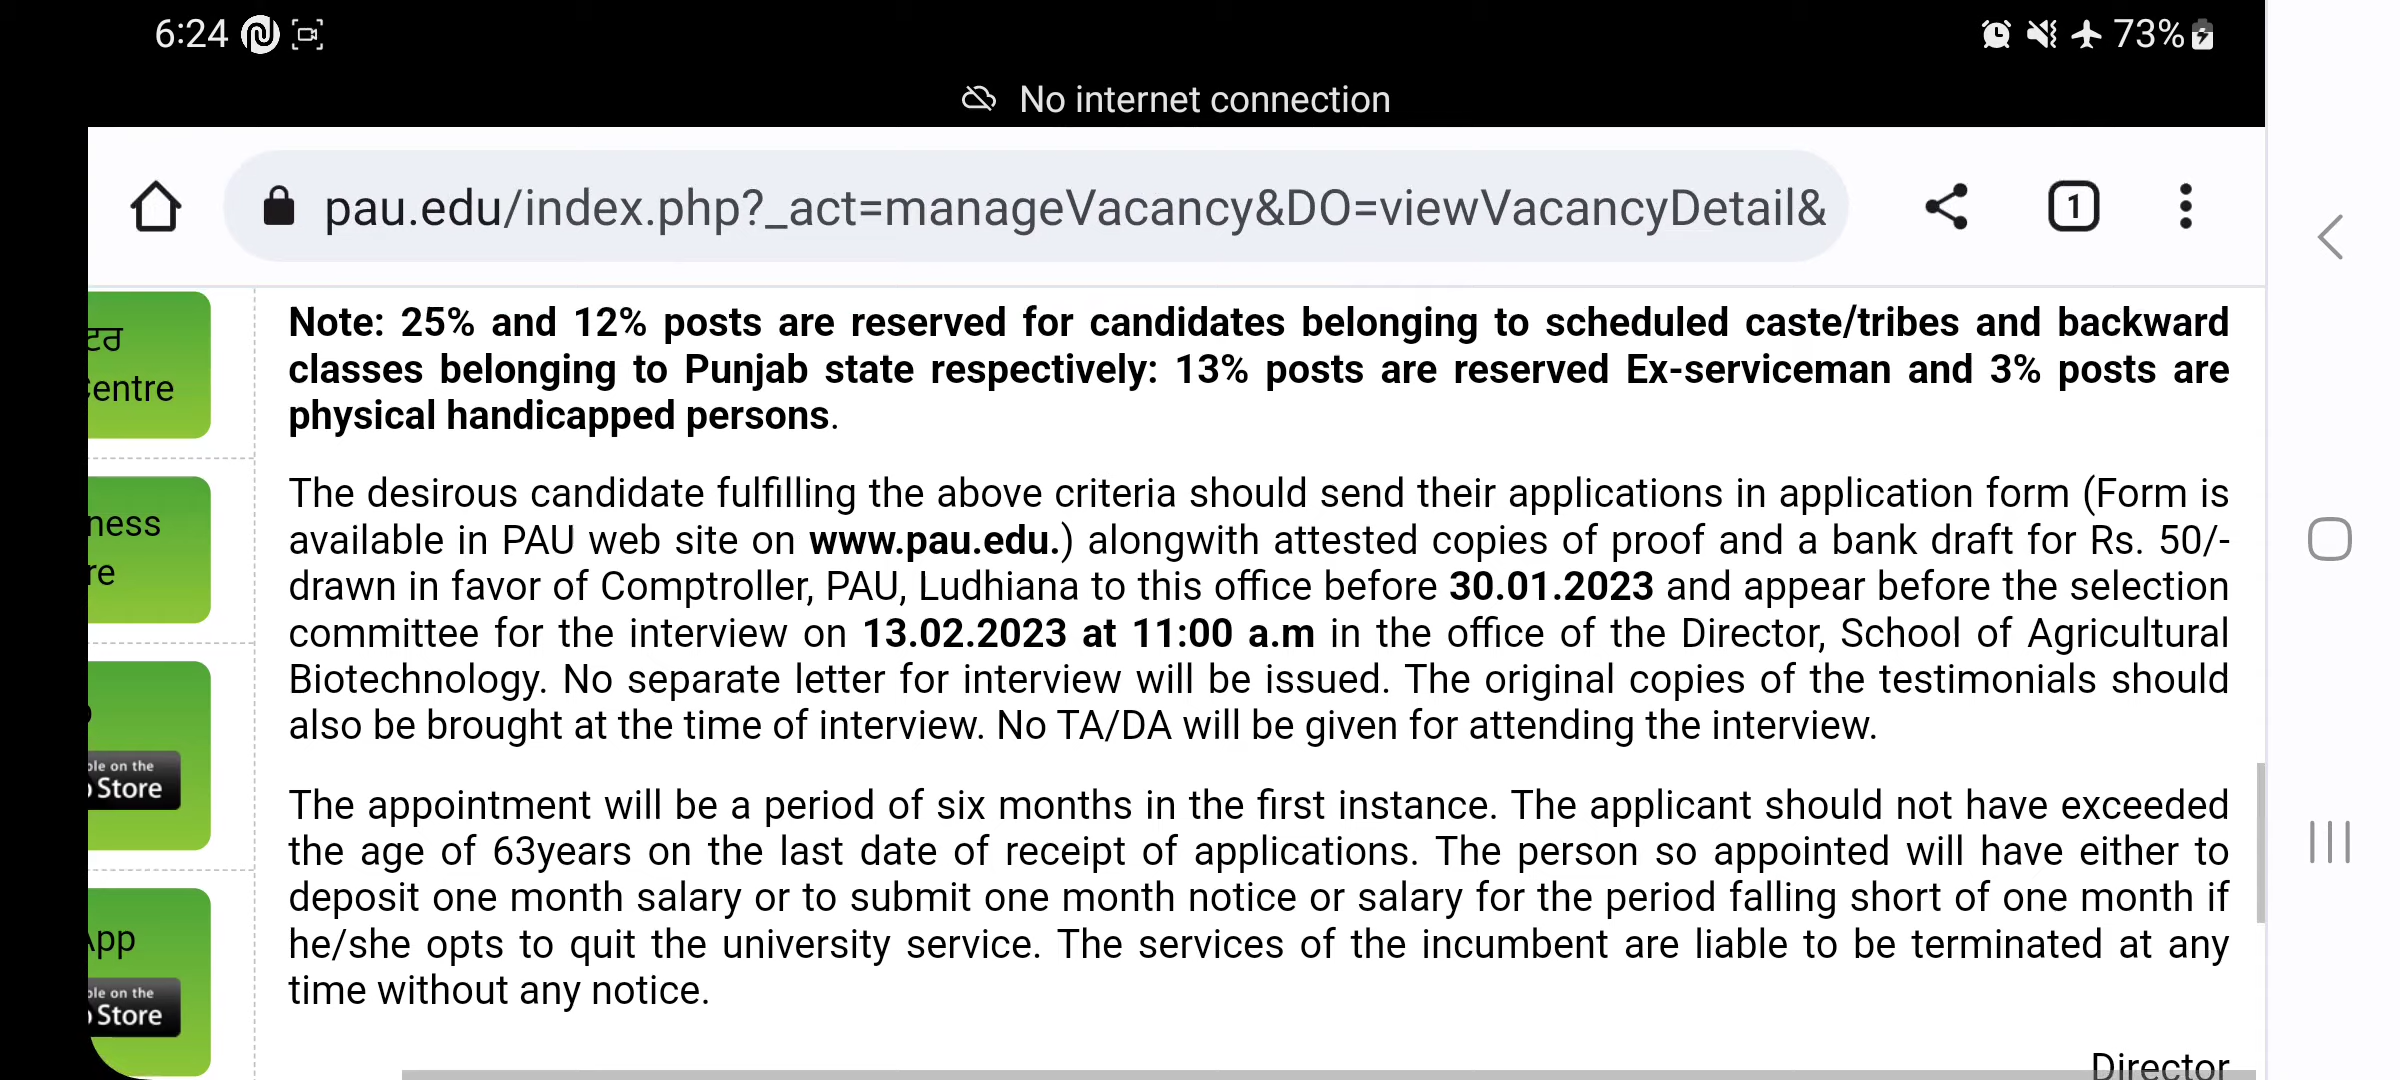 6:24
73%
No internet connection
pau.edu/index.php?_act=manageVacancy&DO=viewVacancyDetail&
1
Note: 25% and 12% posts are reserved for candidates belonging to scheduled caste/tribes and backward
classes belonging to Punjab state respectively: 13% posts are reserved Ex-serviceman and 3% posts are
physical handicapped persons.
The desirous candidate fulfilling the above criteria should send their applications in application form (Form is
available in PAU web site on www.pau.edu.) alongwith attested copies of proof and a bank draft for Rs. 50/-
drawn in favor of Comptroller, PAU, Ludhiana to this office before 30.01.2023 and appear before the selection
committee for the interview on 13.02.2023 at 11:00 a.m in the office of the Director, School of Agricultural
Biotechnology. No separate letter for interview will be issued. The original copies of the testimonials should
also be brought at the time of interview. No TA/DA will be given for attending the interview.
The appointment will be a period of six months in the first instance. The applicant should not have exceeded
the age of 63years on the last date of receipt of applications. The person so appointed will have either to
deposit one month salary or to submit one month notice or salary for the period falling short of one month if
he/she opts to quit the university service. The services of the incumbent are liable to be terminated at any
time without any notice.
Director
ਟਰ
entre
ness
re
ble on the
Store
App
ble on the
Store